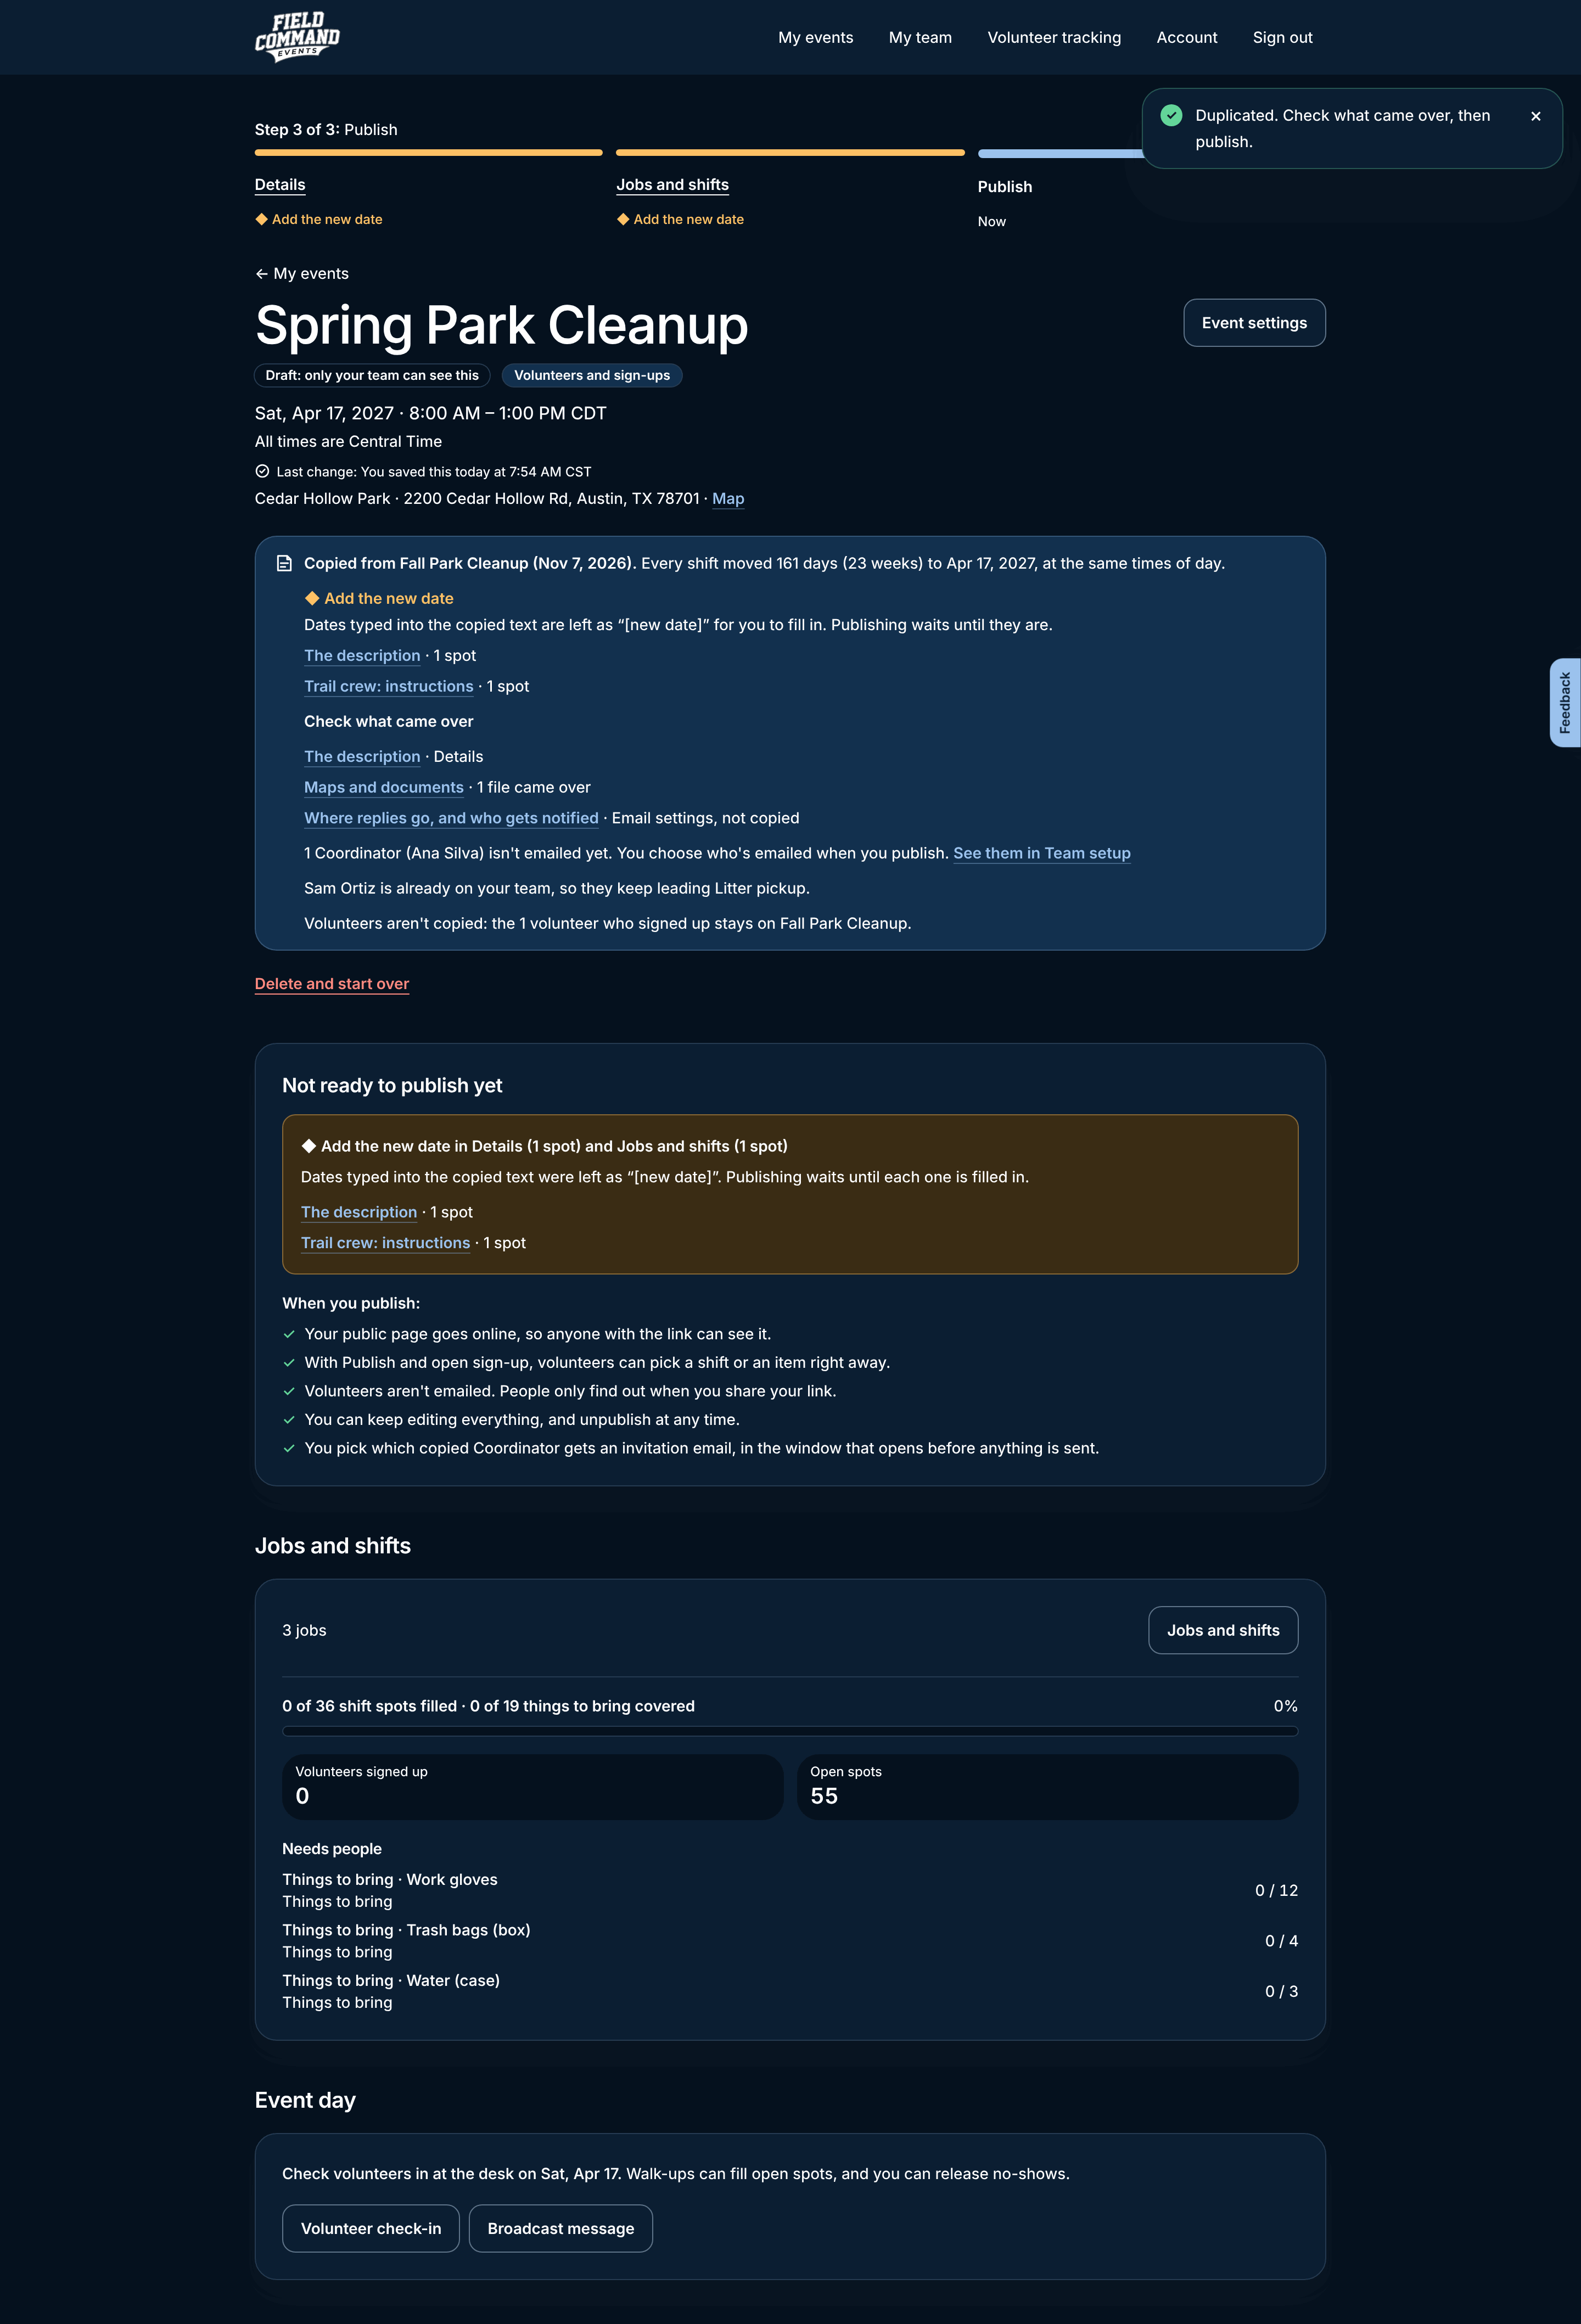 FIELD
COMMAND
EVENTS
My events
My team
Volunteer tracking
Account
Sign out
Duplicated. Check what came over, then
publish.
Step 3 of 3: Publish
Details
◆ Add the new date
Jobs and shifts
◆ Add the new date
Publish
Now
← My events
Spring Park Cleanup
Event settings
Draft: only your team can see this
Volunteers and sign-ups
Sat, Apr 17, 2027 · 8:00 AM – 1:00 PM CDT
All times are Central Time
Last change: You saved this today at 7:54 AM CST
Cedar Hollow Park · 2200 Cedar Hollow Rd, Austin, TX 78701 · Map
Copied from Fall Park Cleanup (Nov 7, 2026). Every shift moved 161 days (23 weeks) to Apr 17, 2027, at the same times of day.
◆ Add the new date
Dates typed into the copied text are left as “[new date]” for you to fill in. Publishing waits until they are.
The description · 1 spot
Trail crew: instructions · 1 spot
Check what came over
The description · Details
Maps and documents · 1 file came over
Where replies go, and who gets notified · Email settings, not copied
1 Coordinator (Ana Silva) isn't emailed yet. You choose who's emailed when you publish. See them in Team setup
Sam Ortiz is already on your team, so they keep leading Litter pickup.
Volunteers aren't copied: the 1 volunteer who signed up stays on Fall Park Cleanup.
Feedback
Delete and start over
Not ready to publish yet
◆ Add the new date in Details (1 spot) and Jobs and shifts (1 spot)
Dates typed into the copied text were left as “[new date]”. Publishing waits until each one is filled in.
The description · 1 spot
Trail crew: instructions · 1 spot
When you publish:
✓ Your public page goes online, so anyone with the link can see it.
✓ With Publish and open sign-up, volunteers can pick a shift or an item right away.
✓ Volunteers aren't emailed. People only find out when you share your link.
✓ You can keep editing everything, and unpublish at any time.
✓ You pick which copied Coordinator gets an invitation email, in the window that opens before anything is sent.
Jobs and shifts
3 jobs
Jobs and shifts
0 of 36 shift spots filled · 0 of 19 things to bring covered
0%
Volunteers signed up
0
Open spots
55
Needs people
Things to bring · Work gloves
Things to bring
0 / 12
Things to bring · Trash bags (box)
Things to bring
0 / 4
Things to bring · Water (case)
Things to bring
0 / 3
Event day
Check volunteers in at the desk on Sat, Apr 17. Walk-ups can fill open spots, and you can release no-shows.
Volunteer check-in
Broadcast message